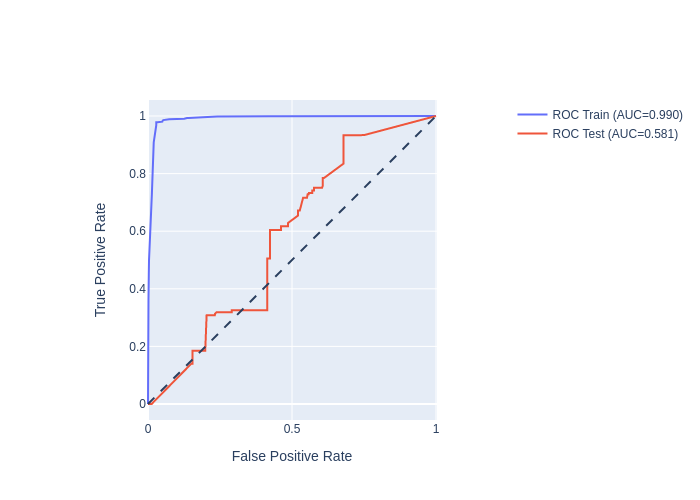 ROC Train (AUC=0.990)
ROC Test (AUC=0.581)
True Positive Rate
1
0.8
0.6
0.4
0.2
0
0
0.5
1
False Positive Rate